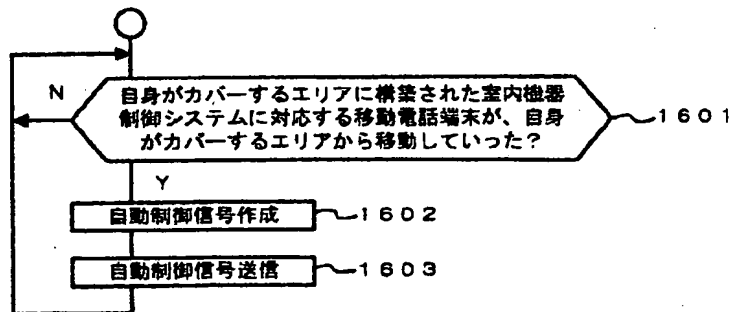 自身がカバーするエリアに構築された室内機器
N
制御システムに対応する移動電話端末が、自身
がカバーするエリアから移動していった？
1601
Y
自動制御信号作成
1602
自動制御信号送信
1603